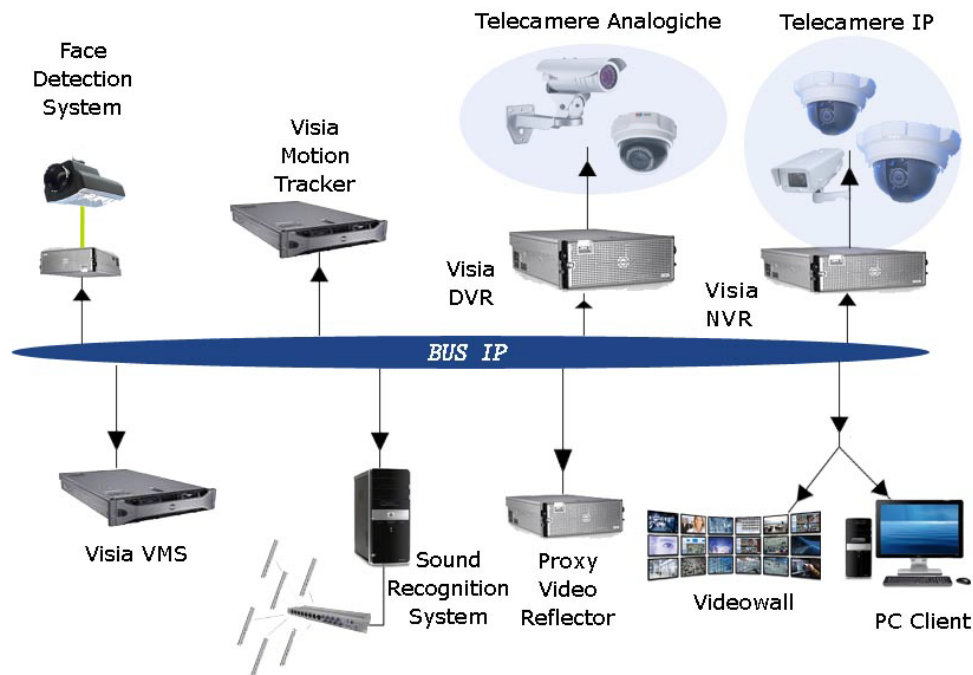 Telecamere Analogiche
Telecamere IP
Face
Detection
System
Visia
Motion
Tracker
Visia
DVR
Visia
NVR
BUS IP
Visia VMS
Sound
Recognition
System
Proxy
Video
Reflector
Videowall
PC Client